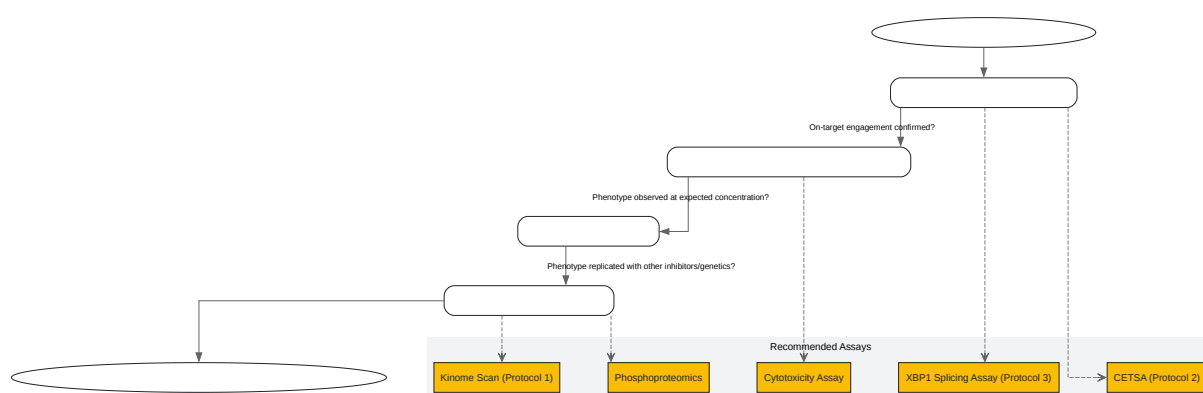 On-target engagement confirmed?
Phenotype observed at expected concentration?
Phenotype replicated with other inhibitors/genetics?
Recommended Assays
Kinome Scan (Protocol 1)
Phosphoproteomics
Cytotoxicity Assay
XBP1 Splicing Assay (Protocol 3)
CETSA (Protocol 2)